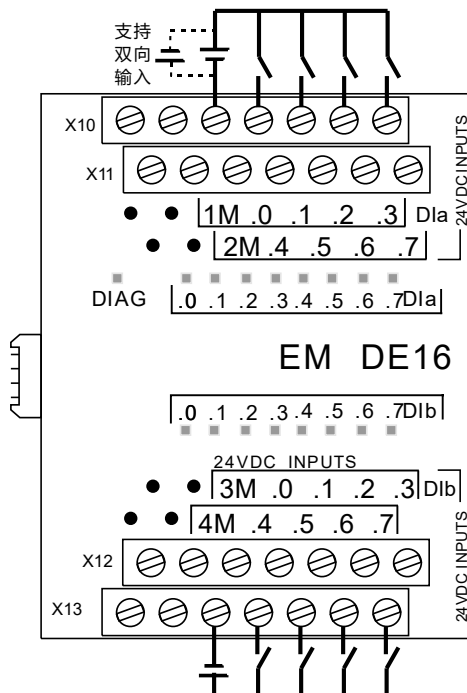 支持
双向
输入
X10
X11
24VDC INPUTS
1M .0 .1 .2 .3 DIa
2M .4 .5 .6 .7
DIAG .0 .1 .2 .3 .4 .5 .6 .7 DIa
EM DE16
.0 .1 .2 .3 .4 .5 .6 .7 DIb
24VDC INPUTS
3M .0 .1 .2 .3 DIb
4M .4 .5 .6 .7
24VDC INPUTS
X12
X13